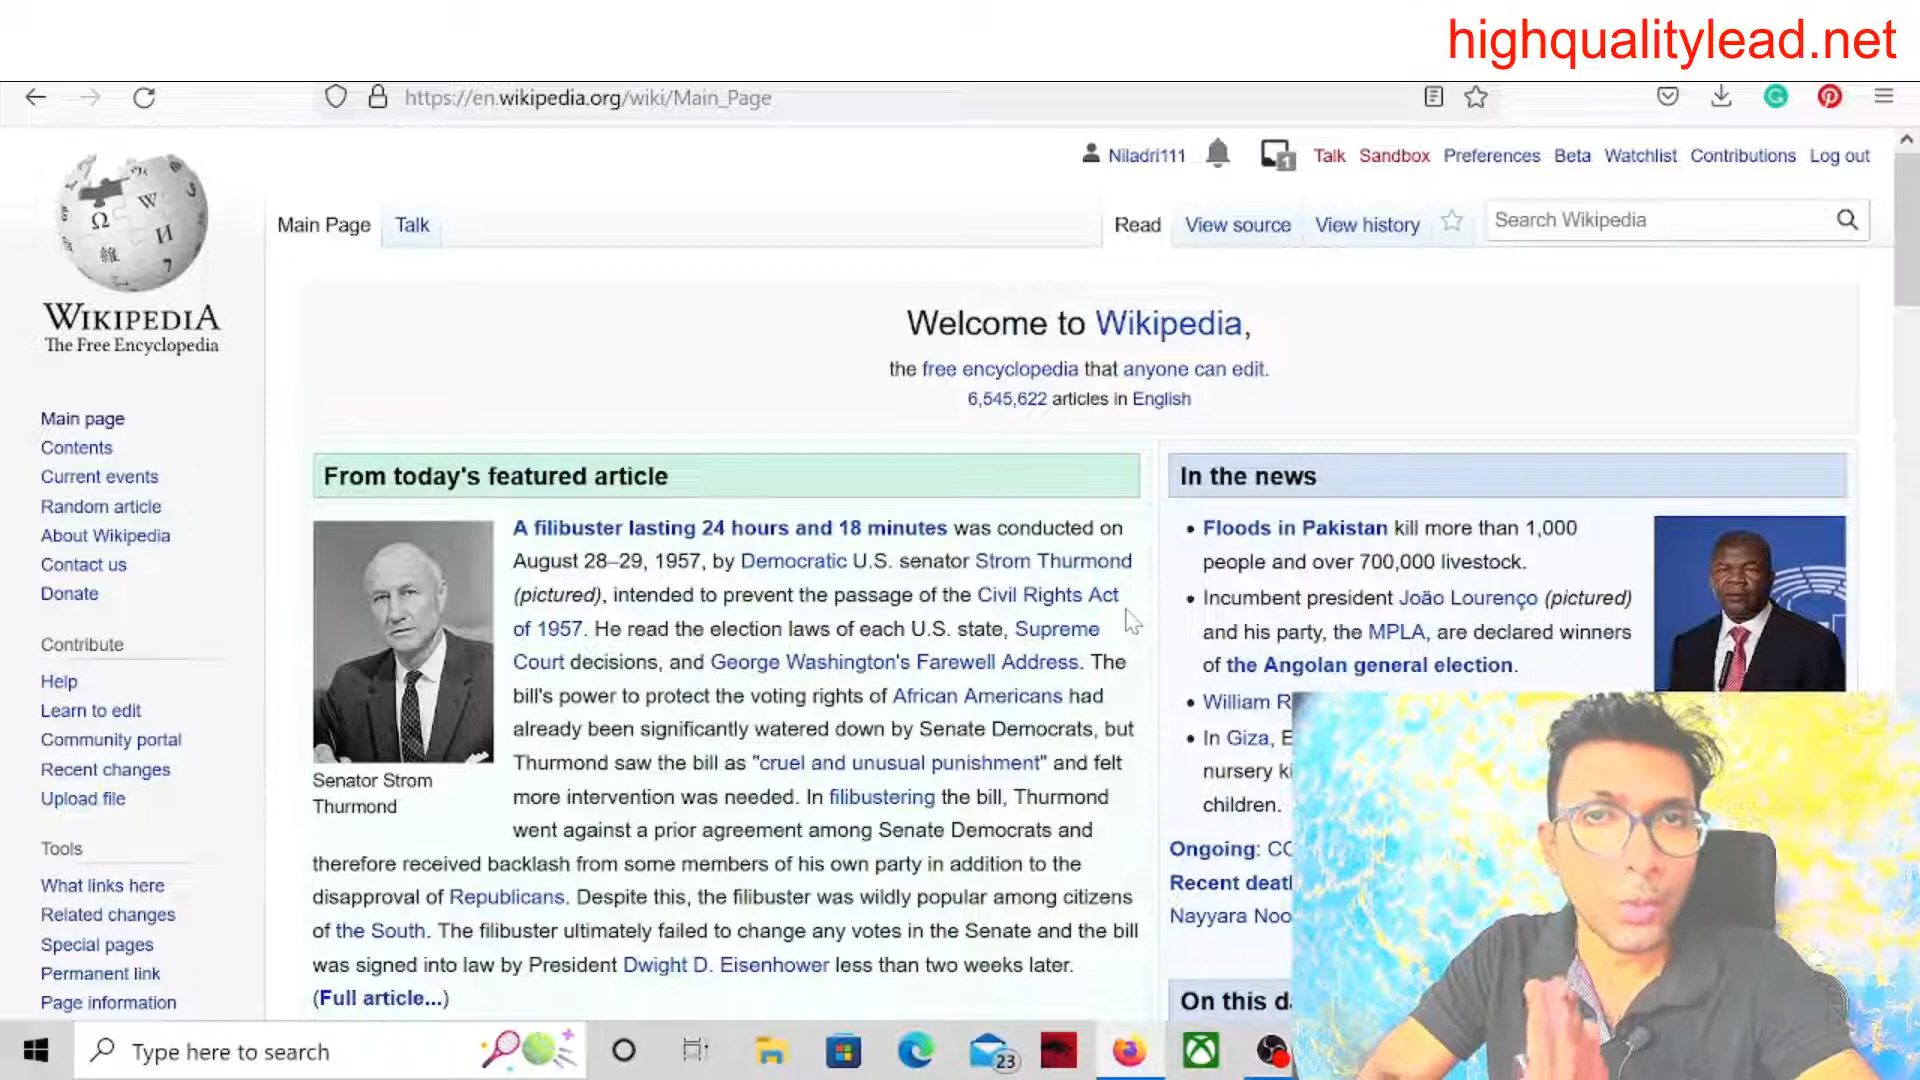 highqualitylead.net
https://en.wikipedia.org/wiki/Main_Page
Niladri111
1
Talk
Sandbox
Preferences
Beta
Watchlist
Contributions
Log out
Main Page
Talk
Read
View source
View history
Search Wikipedia
WIKIPEDIA
The Free Encyclopedia
Main page
Contents
Current events
Random article
About Wikipedia
Contact us
Donate
Contribute
Help
Learn to edit
Community portal
Recent changes
Upload file
Tools
What links here
Related changes
Special pages
Permanent link
Page information
Welcome to Wikipedia,
the free encyclopedia that anyone can edit.
6,545,622 articles in English
From today's featured article
Senator Strom
Thurmond
A filibuster lasting 24 hours and 18 minutes was conducted on
August 28–29, 1957, by Democratic U.S. senator Strom Thurmond
(pictured), intended to prevent the passage of the Civil Rights Act
of 1957. He read the election laws of each U.S. state, Supreme
Court decisions, and George Washington's Farewell Address. The
bill's power to protect the voting rights of African Americans had
already been significantly watered down by Senate Democrats, but
Thurmond saw the bill as "cruel and unusual punishment" and felt
more intervention was needed. In filibustering the bill, Thurmond
went against a prior agreement among Senate Democrats and
therefore received backlash from some members of his own party in addition to the
disapproval of Republicans. Despite this, the filibuster was wildly popular among citizens
of the South. The filibuster ultimately failed to change any votes in the Senate and the bill
was signed into law by President Dwight D. Eisenhower less than two weeks later.
(Full article...)
In the news
Floods in Pakistan kill more than 1,000
people and over 700,000 livestock.
Incumbent president João Lourenço (pictured)
and his party, the MPLA, are declared winners
of the Angolan general election.
William R
In Giza, E
nursery ki
children.
Ongoing: CO
Recent deat
Nayyara Noo
On this d
Type here to search
23